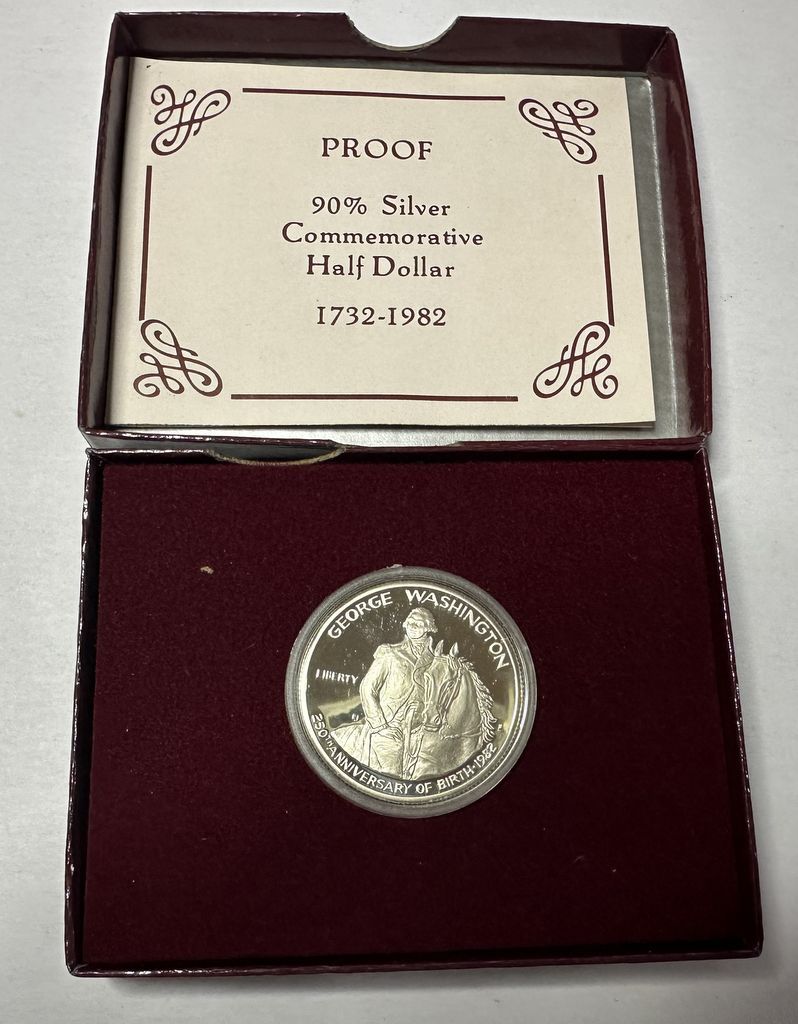 PROOF
90% Silver
Commemorative
Half Dollar
1732-1982
GEORGE WASHINGTON
LIBERTY
250TH ANNIVERSARY OF BIRTH·1982